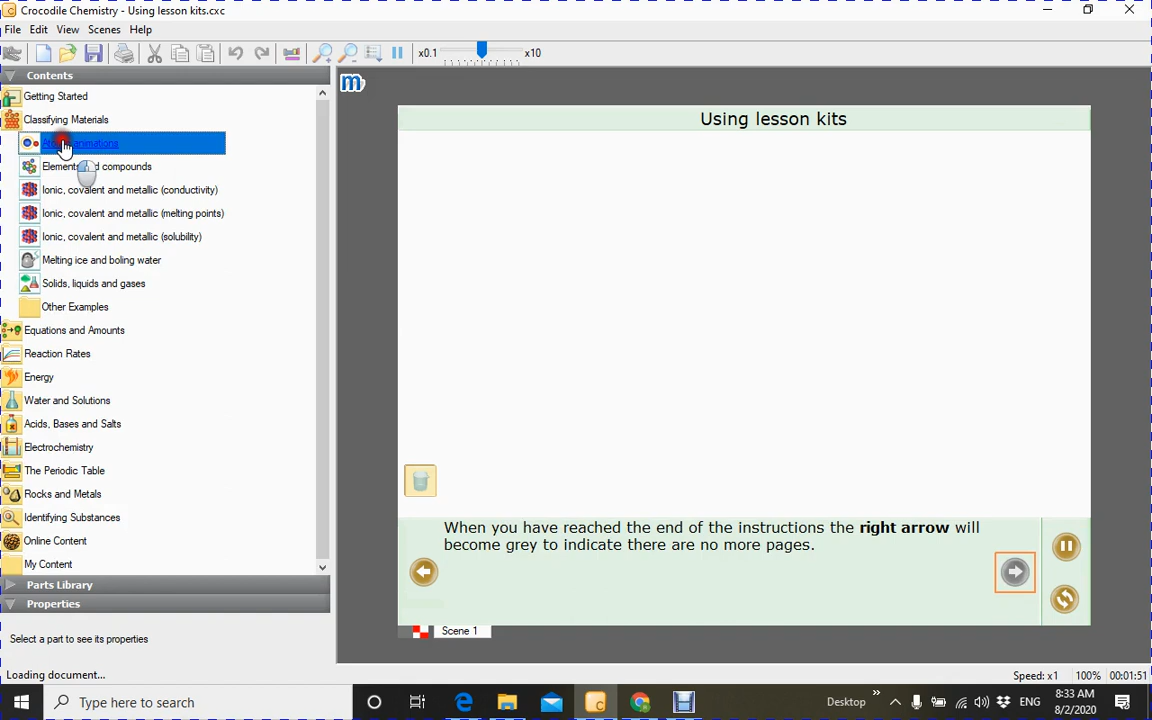 Crocodile Chemistry - Using lesson kits.cxc
File Edit View Scenes Help
x0.1 x10
Contents
Getting Started
Classifying Materials
Elements and compounds
Ionic, covalent and metallic (conductivity)
Ionic, covalent and metallic (melting points)
Ionic, covalent and metallic (solubility)
Melting ice and boiling water
Solids, liquids and gases
Other Examples
Equations and Amounts
Reaction Rates
Energy
Water and Solutions
Acids, Bases and Salts
Electrochemistry
The Periodic Table
Rocks and Metals
Identifying Substances
Online Content
My Content
Parts Library
Properties
Select a part to see its properties
Loading document...
Using lesson kits
When you have reached the end of the instructions the right arrow will
become grey to indicate there are no more pages.
Scene 1
Speed: x1 100% 00:01:51
Type here to search
Desktop
ENG
8:33 AM
8/2/2020